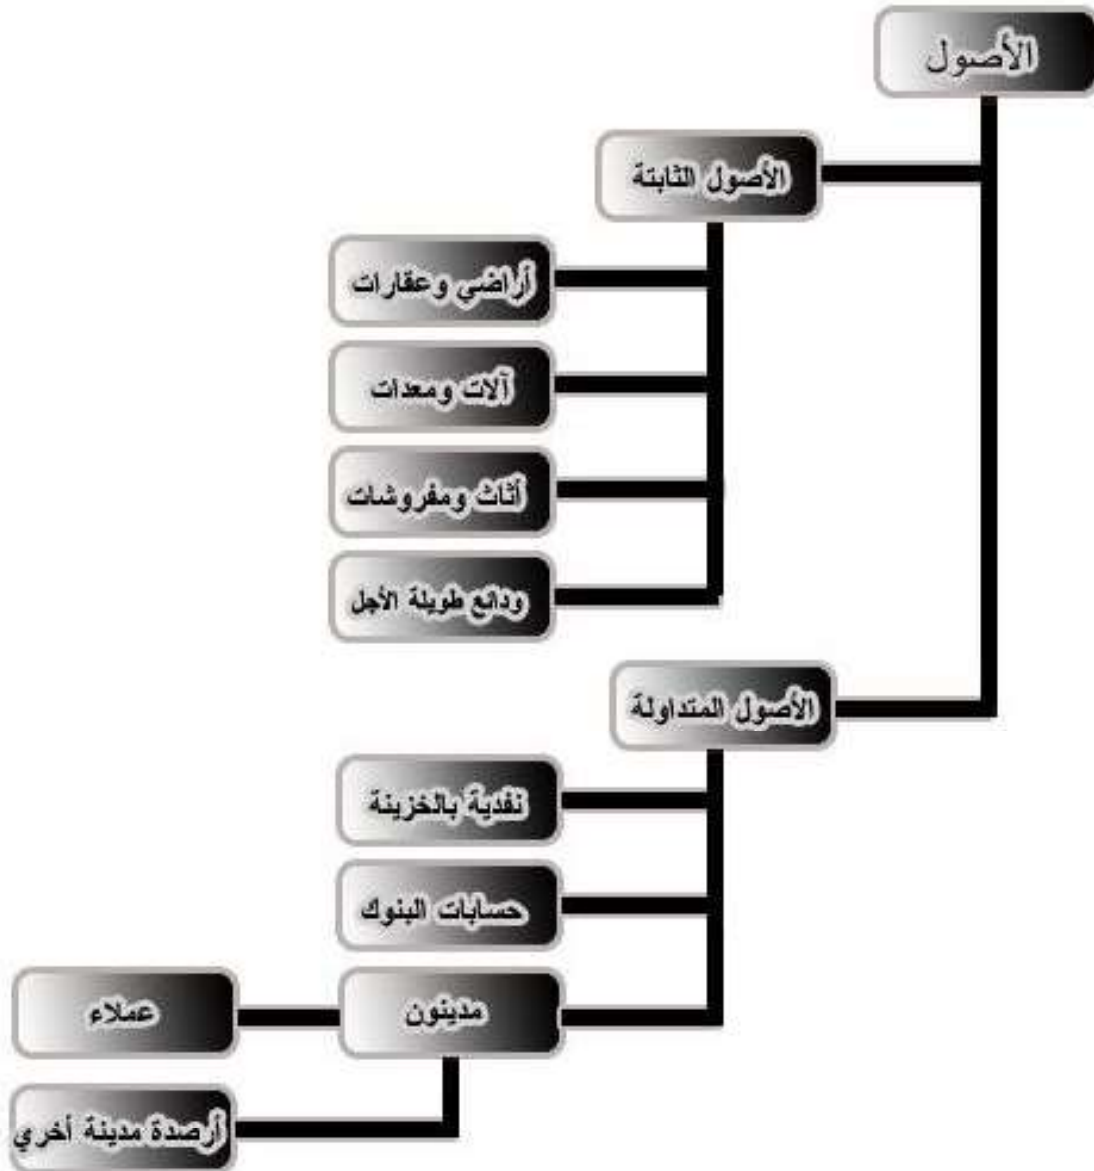 الأصول
الأصول الثابتة
أراضي وعقارات
آلات ومعدات
أثاث ومفروشات
ودائع طويلة الأجل
الأصول المتداولة
نقدية بالخزينة
حسابات البنوك
مدينون
عملاء
أرصدة مدينة أخري